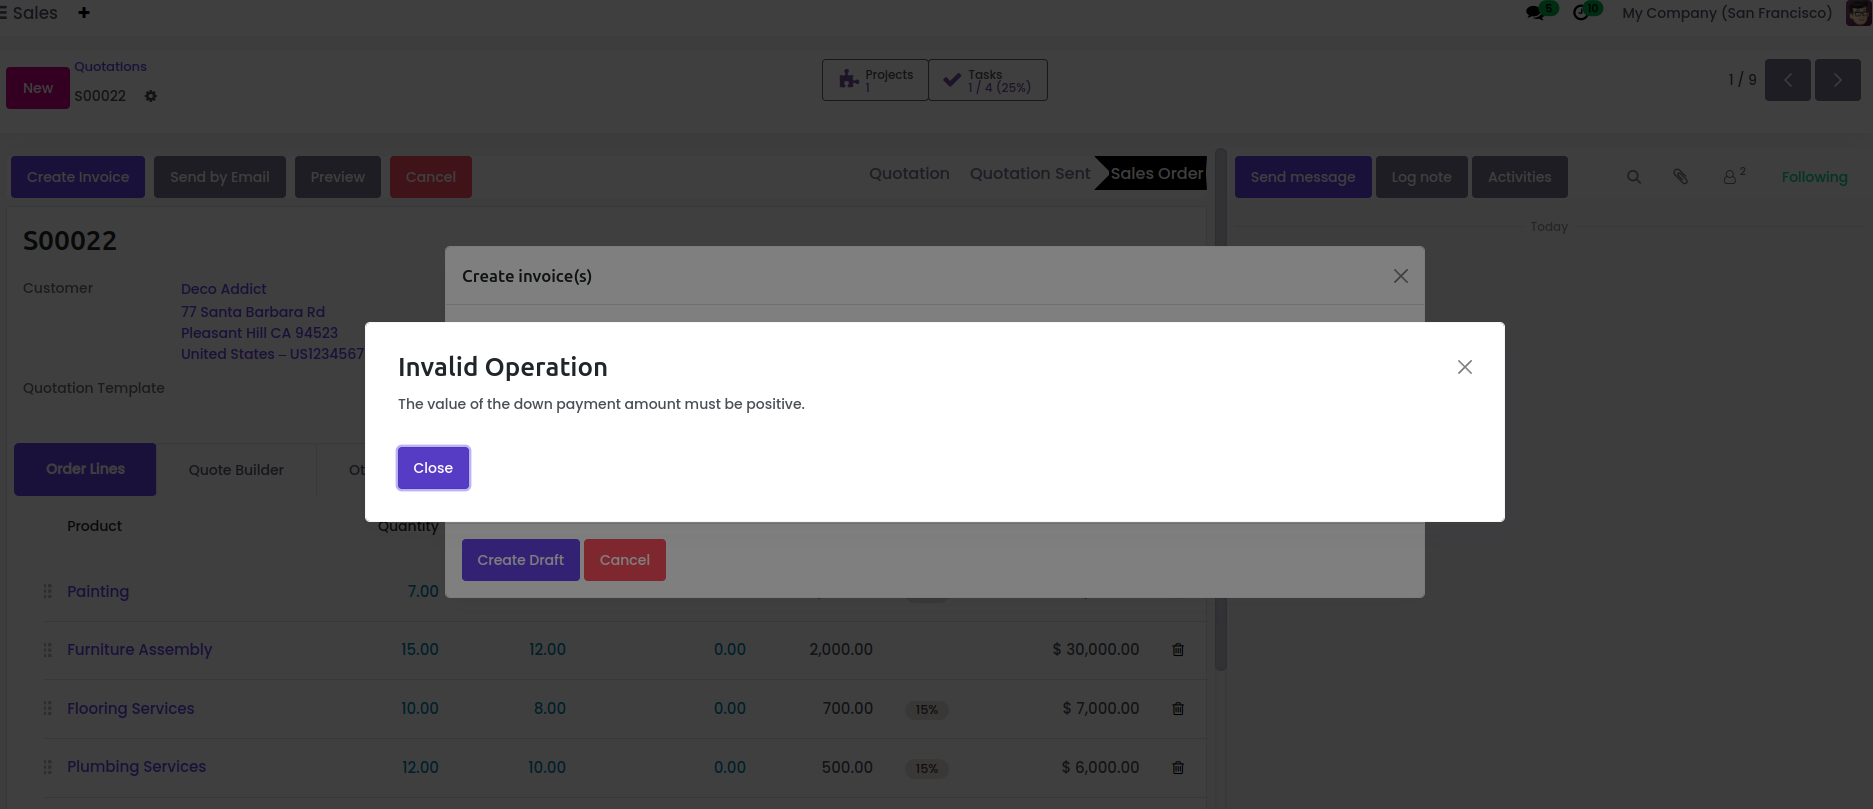 Sales +
5
10
My Company (San Francisco)
New
Quotations
S00022
Projects
1
Tasks
1 / 4 (25%)
1 / 9
Create Invoice
Send by Email
Preview
Cancel
Quotation
Quotation Sent
Sales Order
Send message
Log note
Activities
2
Following
Today
S00022
Customer
Deco Addict
77 Santa Barbara Rd
Pleasant Hill CA 94523
United States – US1234567
Quotation Template
Create invoice(s)
Invalid Operation
The value of the down payment amount must be positive.
Close
Create Draft
Cancel
Order Lines
Quote Builder
Product
Quantity
Painting 7.00
Furniture Assembly 15.00 12.00 0.00 2,000.00 $ 30,000.00
Flooring Services 10.00 8.00 0.00 700.00 15% $ 7,000.00
Plumbing Services 12.00 10.00 0.00 500.00 15% $ 6,000.00